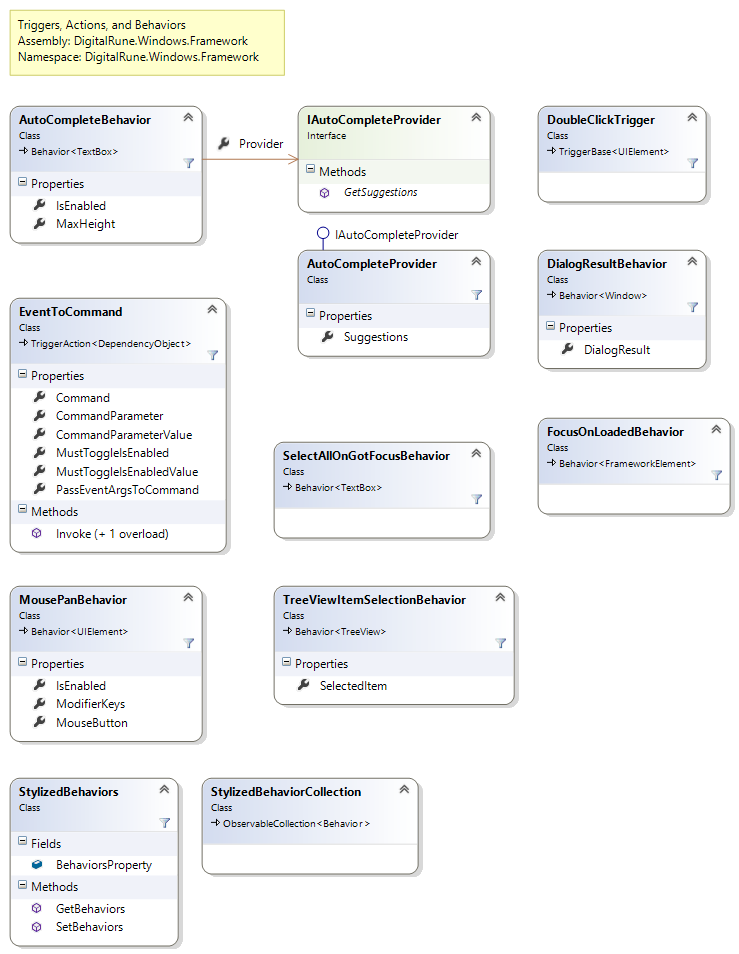 Triggers, Actions, and Behaviors
Assembly: DigitalRune.Windows.Framework
Namespace: DigitalRune.Windows.Framework
AutoCompleteBehavior
Class
Behavior<TextBox>
Properties
IsEnabled
MaxHeight
Provider
IAutoCompleteProvider
Interface
Methods
GetSuggestions
DoubleClickTrigger
Class
TriggerBase<UIElement>
IAutoCompleteProvider
AutoCompleteProvider
Class
Properties
Suggestions
DialogResultBehavior
Class
Behavior<Window>
Properties
DialogResult
EventToCommand
Class
TriggerAction<DependencyObject>
Properties
Command
CommandParameter
CommandParameterValue
MustToggleIsEnabled
MustToggleIsEnabledValue
PassEventArgsToCommand
Methods
Invoke (+ 1 overload)
SelectAllOnGotFocusBehavior
Class
Behavior<TextBox>
FocusOnLoadedBehavior
Class
Behavior<FrameworkElement>
MousePanBehavior
Class
Behavior<UIElement>
Properties
IsEnabled
ModifierKeys
MouseButton
TreeViewItemSelectionBehavior
Class
Behavior<TreeView>
Properties
SelectedItem
StylizedBehaviors
Class
Fields
BehaviorsProperty
Methods
GetBehaviors
SetBehaviors
StylizedBehaviorCollection
Class
ObservableCollection<Behavior>